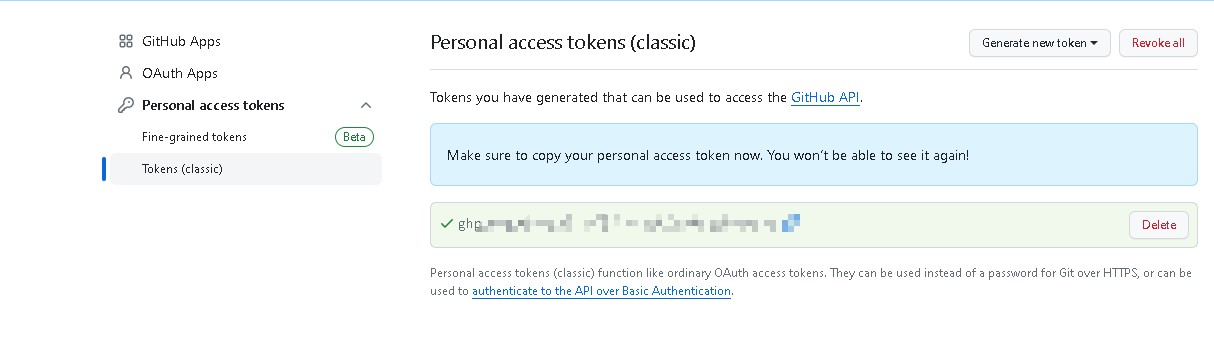 GitHub Apps
OAuth Apps
Personal access tokens
Fine-grained tokens
Beta
Tokens (classic)
Personal access tokens (classic)
Generate new token
Revoke all
Tokens you have generated that can be used to access the GitHub API.
Make sure to copy your personal access token now. You won't be able to see it again!
ghp
Delete
Personal access tokens (classic) function like ordinary OAuth access tokens. They can be used instead of a password for Git over HTTPS, or can be
used to authenticate to the API over Basic Authentication.